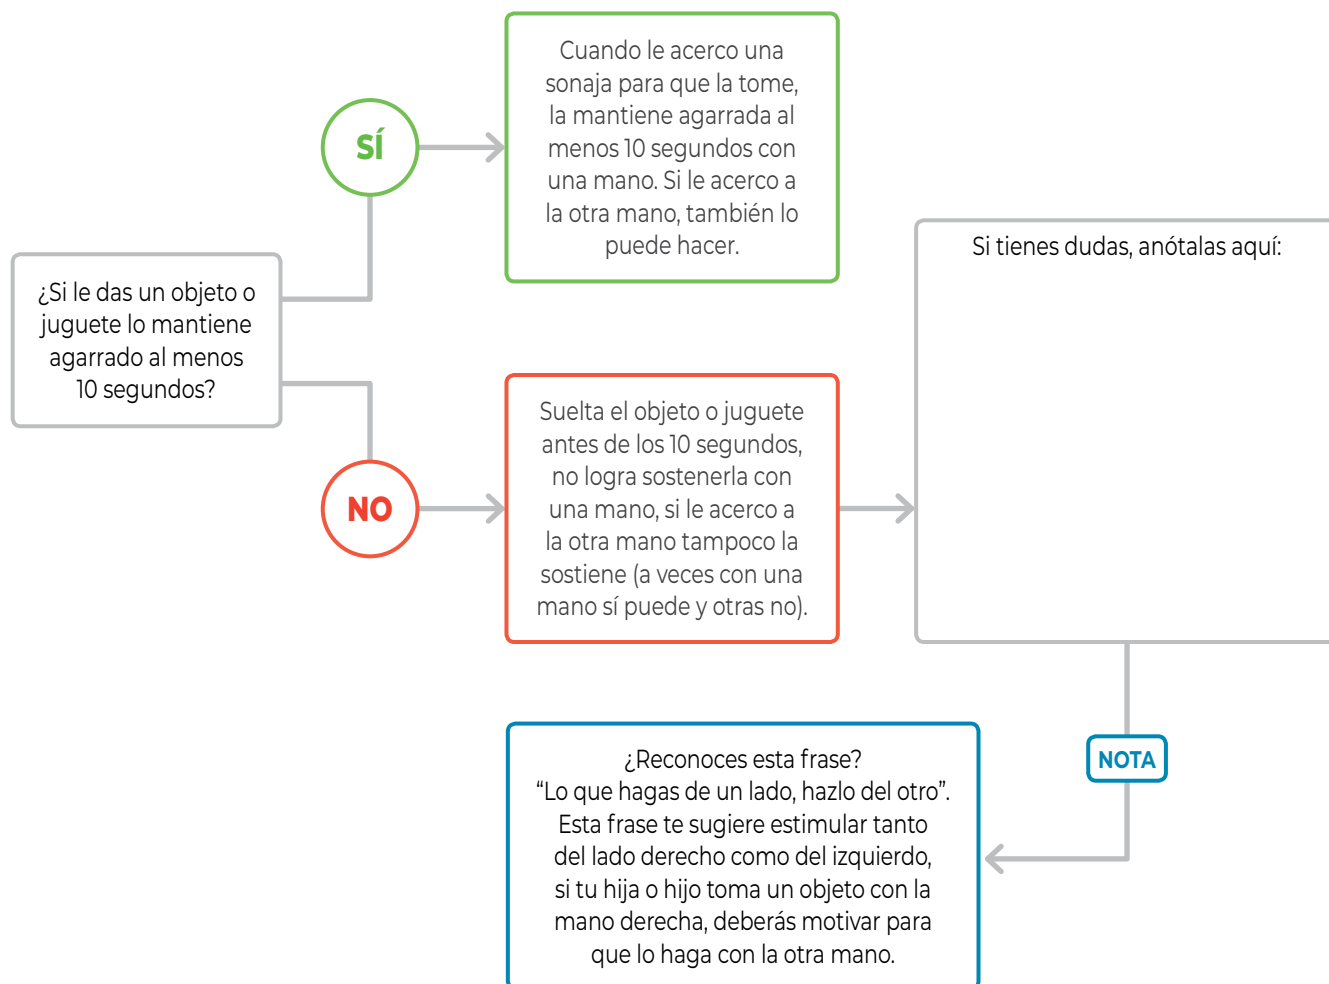 ¿Si le das un objeto o
juguete lo mantiene
agarrado al menos
10 segundos?
SÍ
Cuando le acerco una
sonaja para que la tome,
la mantiene agarrada al
menos 10 segundos con
una mano. Si le acerco a
la otra mano, también lo
puede hacer.
NO
Suelta el objeto o juguete
antes de los 10 segundos,
no logra sostenerla con
una mano, si le acerco a
la otra mano tampoco la
sostiene (a veces con una
mano sí puede y otras no).
Si tienes dudas, anótalas aquí:
NOTA
¿Reconoces esta frase?
“Lo que hagas de un lado, hazlo del otro”.
Esta frase te sugiere estimular tanto
del lado derecho como del izquierdo,
si tu hija o hijo toma un objeto con la
mano derecha, deberás motivar para
que lo haga con la otra mano.